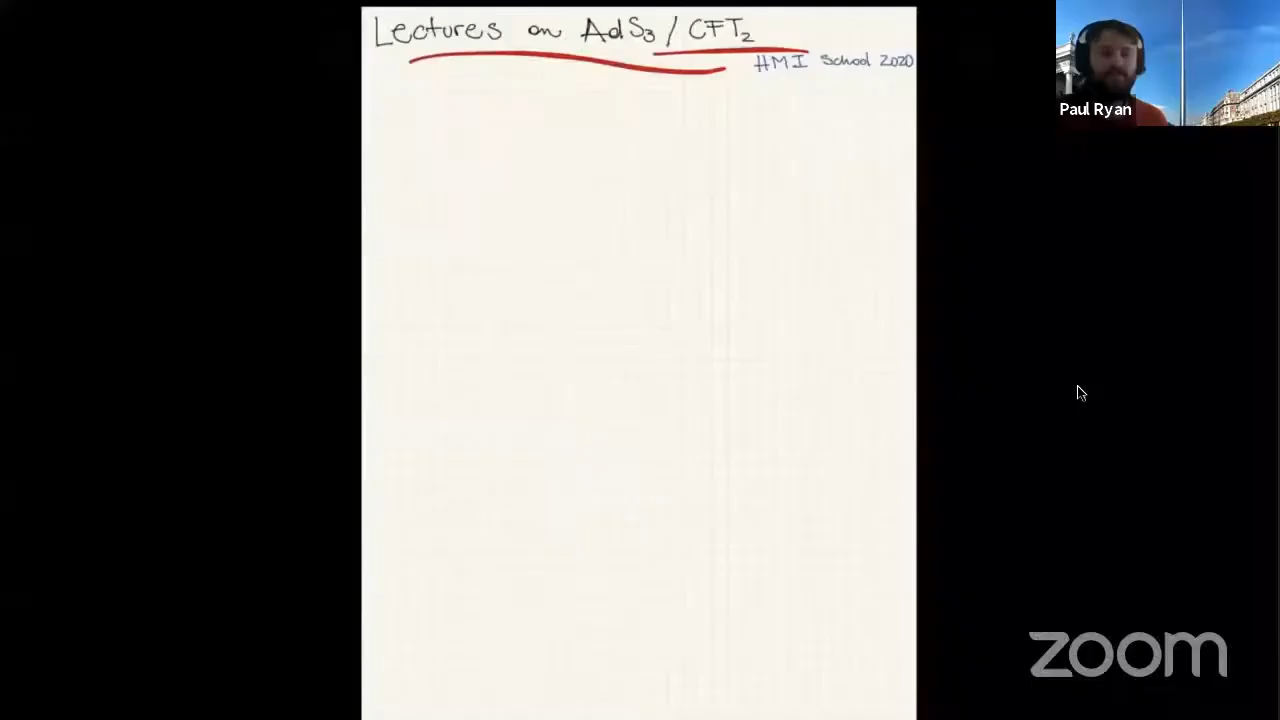 Lectures on AdS₃ / CFT₂
HMI School 2020
Paul Ryan
zoom